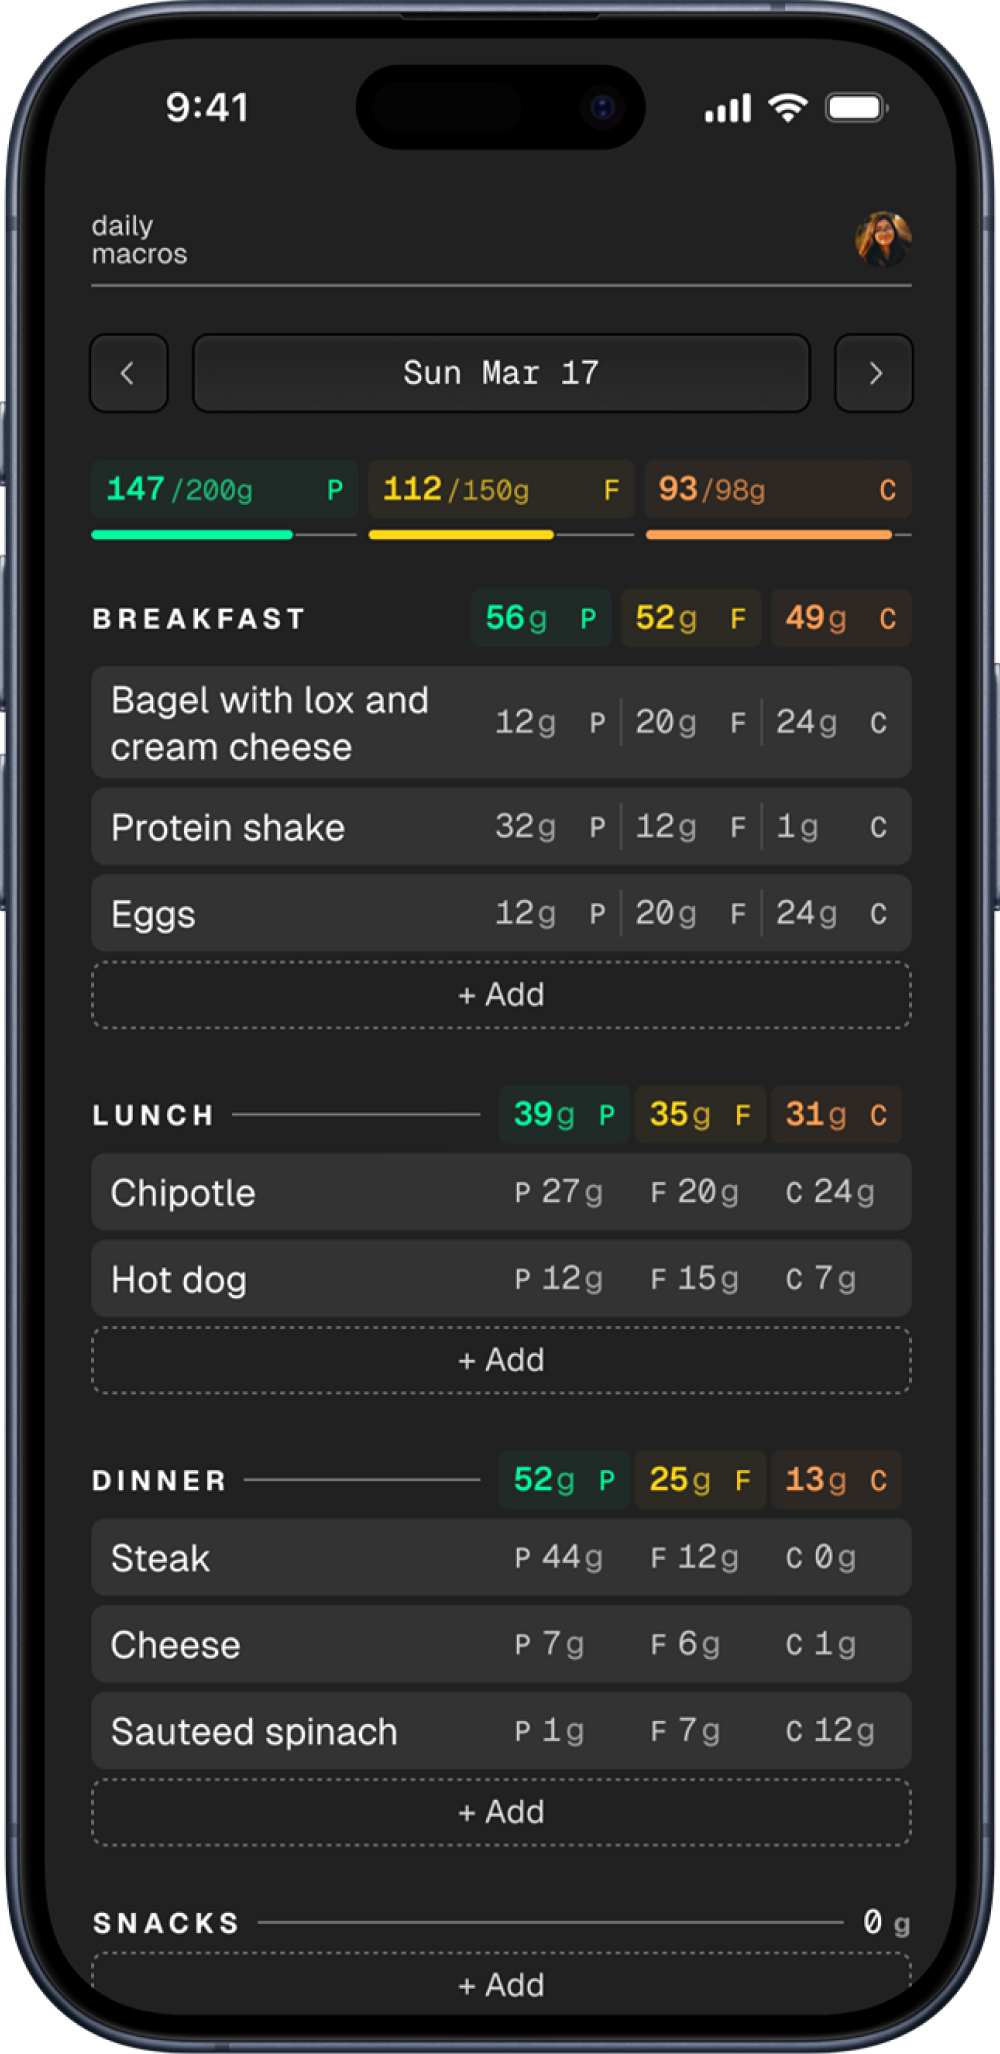 9:41
daily
macros
Sun Mar 17
147/200g P 112/150g F 93/98g C
BREAKFAST 56g P 52g F 49g C
Bagel with lox and
cream cheese 12g P 20g F 24g C
Protein shake 32g P 12g F 1g C
Eggs 12g P 20g F 24g C
+ Add
LUNCH 39g P 35g F 31g C
Chipotle P 27g F 20g C 24g
Hot dog P 12g F 15g C 7g
+ Add
DINNER 52g P 25g F 13g C
Steak P 44g F 12g C 0g
Cheese P 7g F 6g C 1g
Sauteed spinach P 1g F 7g C 12g
+ Add
SNACKS 0 g
+ Add